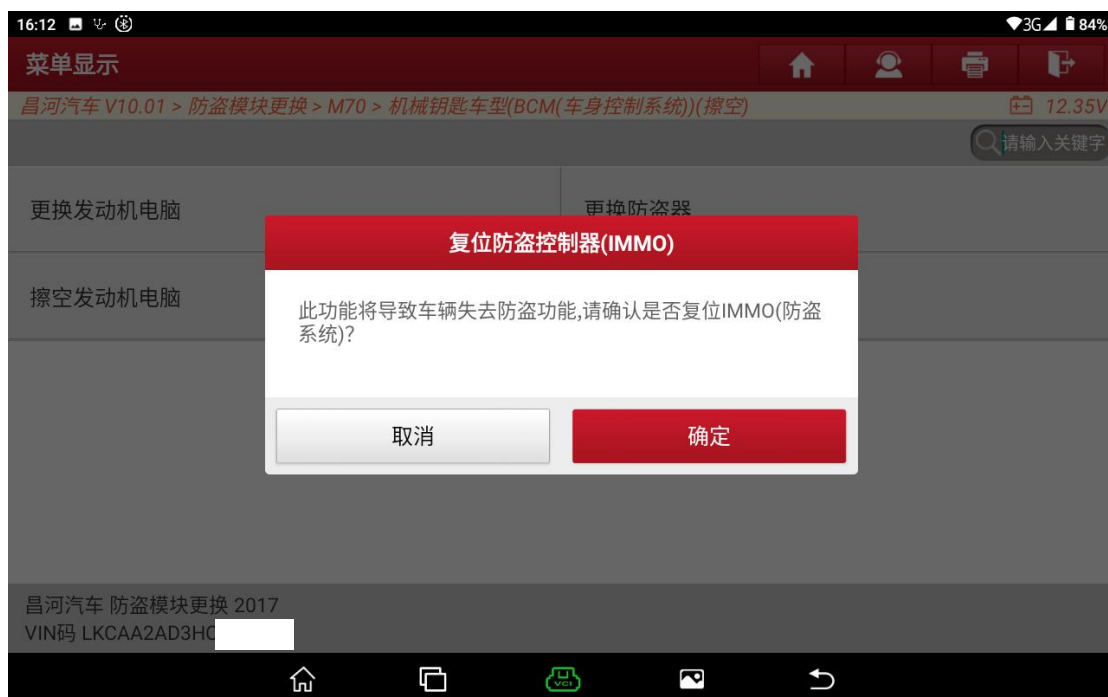 16:12
3G 84%
菜单显示
昌河汽车 V10.01 > 防盗模块更换 > M70 > 机械钥匙车型(BCM(车身控制系统))(擦空)
12.35V
请输入关键字
更换发动机电脑
更换防盗器
复位防盗控制器(IMMO)
擦空发动机电脑
此功能将导致车辆失去防盗功能,请确认是否复位IMMO(防盗
系统)?
取消
确定
昌河汽车 防盗模块更换 2017
VIN码 LKCAA2AD3HC
VCI